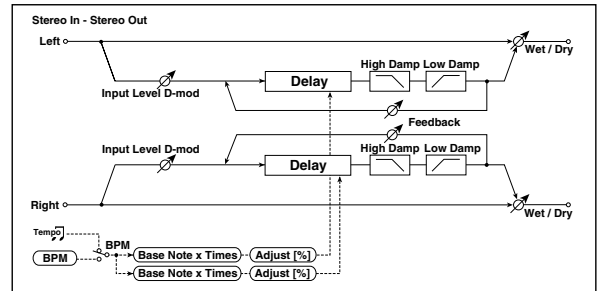 Stereo In - Stereo Out
Left
Wet / Dry
High Damp Low Damp
Delay
Input Level D-mod
Feedback
Input Level D-mod
High Damp Low Damp
Delay
Right
Wet / Dry
Tempo
BPM
BPM
Base Note x Times Adjust [%]
Base Note x Times Adjust [%]